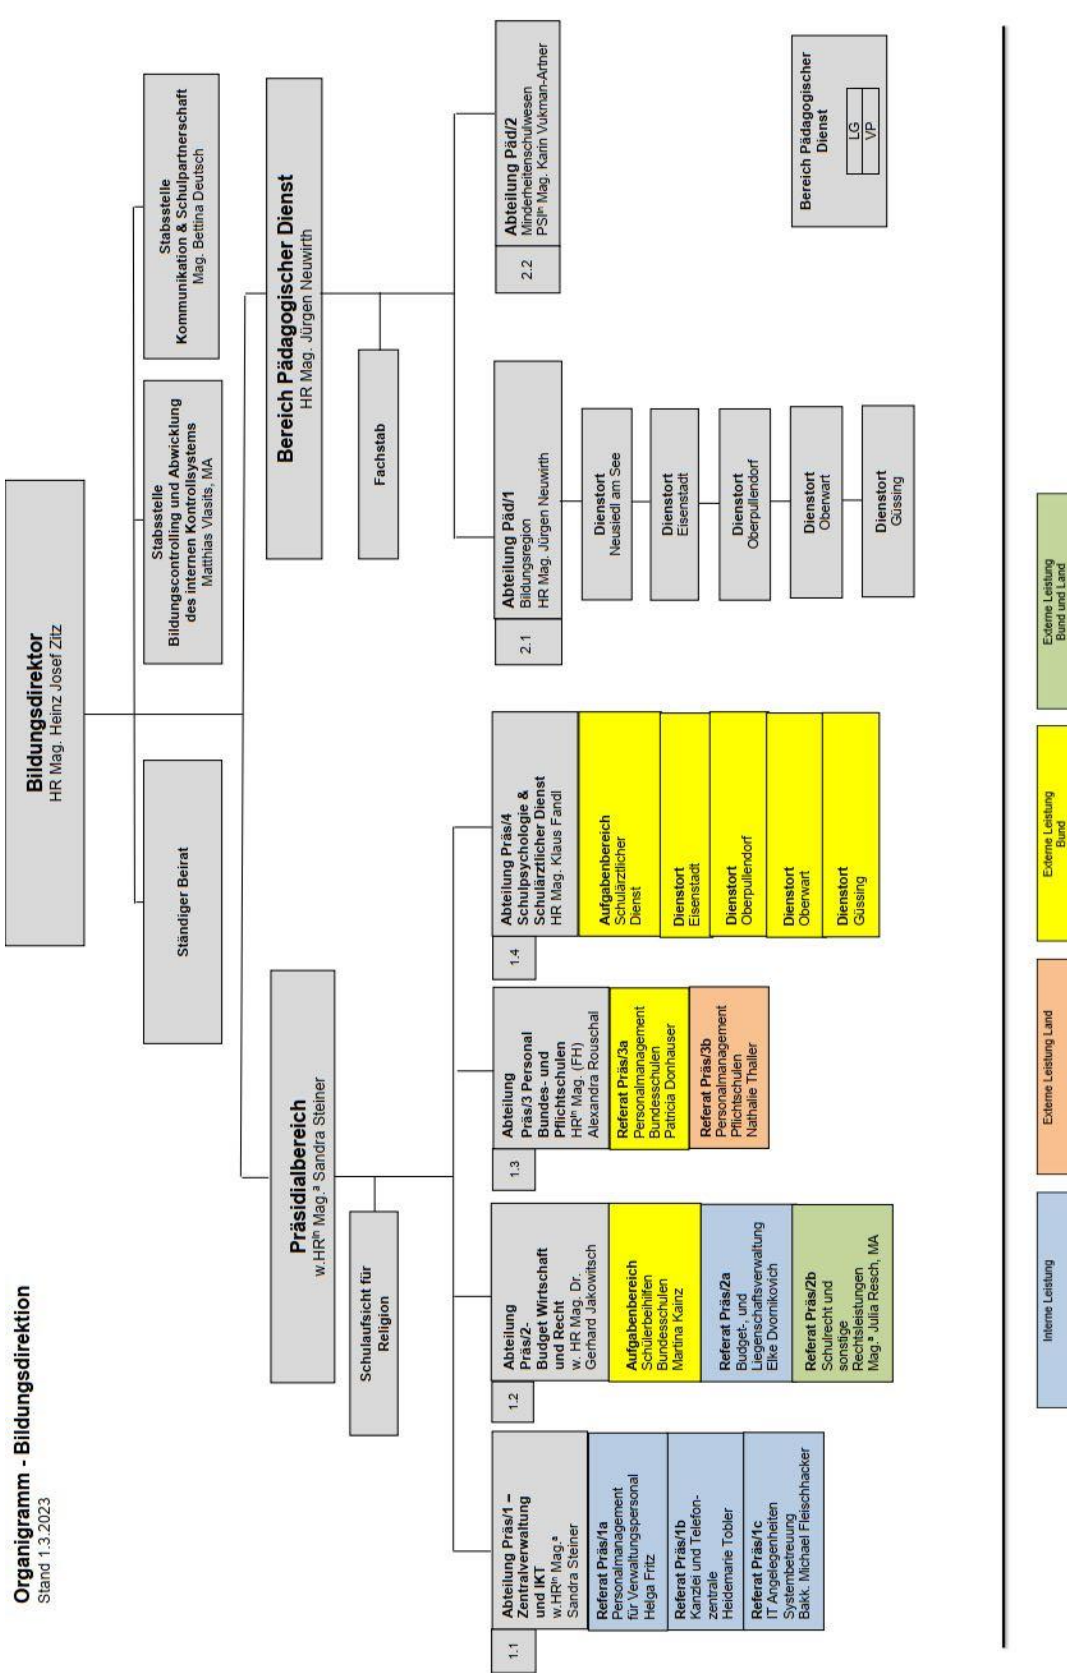 Organigramm - Bildungsdirektion
Stand 1.3.2023
Bildungsdirektor
HR Mag. Heinz Josef Zitz
Ständiger Beirat
Stabsstelle
Bildungscontrolling und Abwicklung
des internen Kontrollsystems
Matthias Vlasits, MA
Stabsstelle
Kommunikation & Schulpartnerschaft
Mag. Bettina Deutsch
Präsidialbereich
w.HRⁱⁿ Mag.ª Sandra Steiner
Bereich Pädagogischer Dienst
HR Mag. Jürgen Neuwirth
Schulaufsicht für
Religion
Fachstab
1.1
Abteilung Präs/1 –
Zentralverwaltung
und IKT
w.HRⁱⁿ Mag.ª
Sandra Steiner
Referat Präs/1a
Personalmanagement
für Verwaltungspersonal
Helga Fritz
Referat Präs/1b
Kanzlei und Telefon-
zentrale
Heidemarie Tobler
Referat Präs/1c
IT Angelegenheiten
Systembetreuung
Bakk. Michael Fleischhacker
1.2
Abteilung
Präs/2-
Budget Wirtschaft
und Recht
w. HR Mag. Dr.
Gerhard Jakowitsch
Aufgabenbereich
Schülerbeihilfen
Bundesschulen
Martina Kainz
Referat Präs/2a
Budget-, und
Liegenschaftsverwaltung
Elke Dvornikovich
Referat Präs/2b
Schulrecht und
sonstige
Rechtsleistungen
Mag.ª Julia Resch, MA
1.3
Abteilung
Präs/3 Personal
Bundes- und
Pflichtschulen
HRⁱⁿ Mag. (FH)
Alexandra Rouschal
Referat Präs/3a
Personalmanagement
Bundesschulen
Patricia Donhauser
Referat Präs/3b
Personalmanagement
Pflichtschulen
Nathalie Thaller
1.4
Abteilung Präs/4
Schulpsychologie &
Schulärztlicher Dienst
HR Mag. Klaus Fandl
Aufgabenbereich
Schulärztlicher
Dienst
Dienstort
Eisenstadt
Dienstort
Oberpullendorf
Dienstort
Oberwart
Dienstort
Güssing
2.1
Abteilung Päd/1
Bildungsregion
HR Mag. Jürgen Neuwirth
Dienstort
Neusiedl am See
Dienstort
Eisenstadt
Dienstort
Oberpullendorf
Dienstort
Oberwart
Dienstort
Güssing
2.2
Abteilung Päd/2
Minderheitenschulwesen
PSIⁱⁿ Mag. Karin Vukman-Artner
Bereich Pädagogischer
Dienst
LG
VP
Interne Leistung
Externe Leistung Land
Externe Leistung
Bund
Externe Leistung
Bund und Land